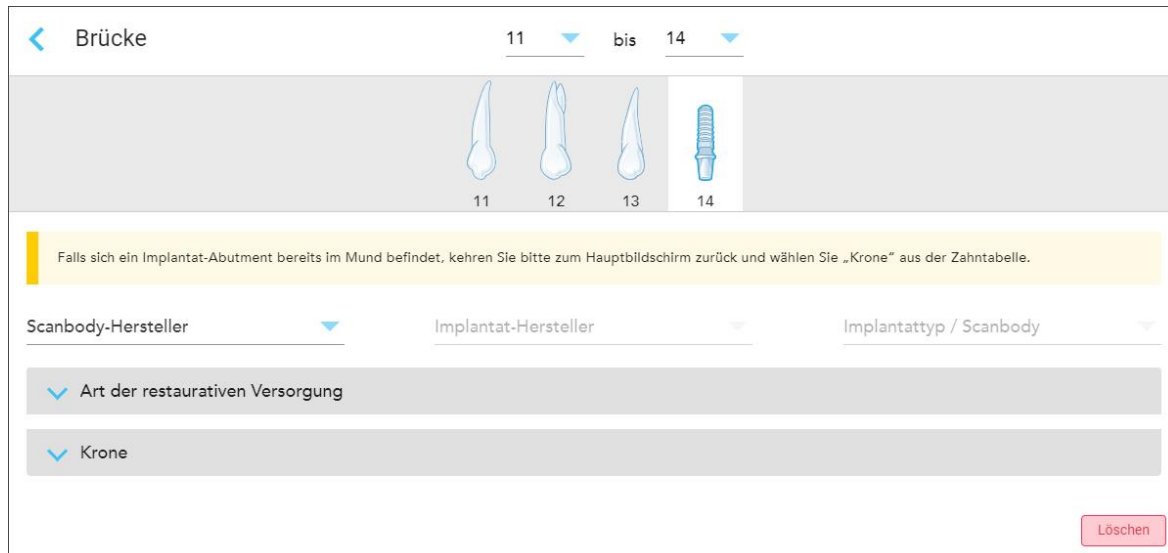 Brücke
11 bis 14
11 12 13 14
Falls sich ein Implantat-Abutment bereits im Mund befindet, kehren Sie bitte zum Hauptbildschirm zurück und wählen Sie „Krone“ aus der Zahntabelle.
Scanbody-Hersteller Implantat-Hersteller Implantattyp / Scanbody
Art der restaurativen Versorgung
Krone
Löschen